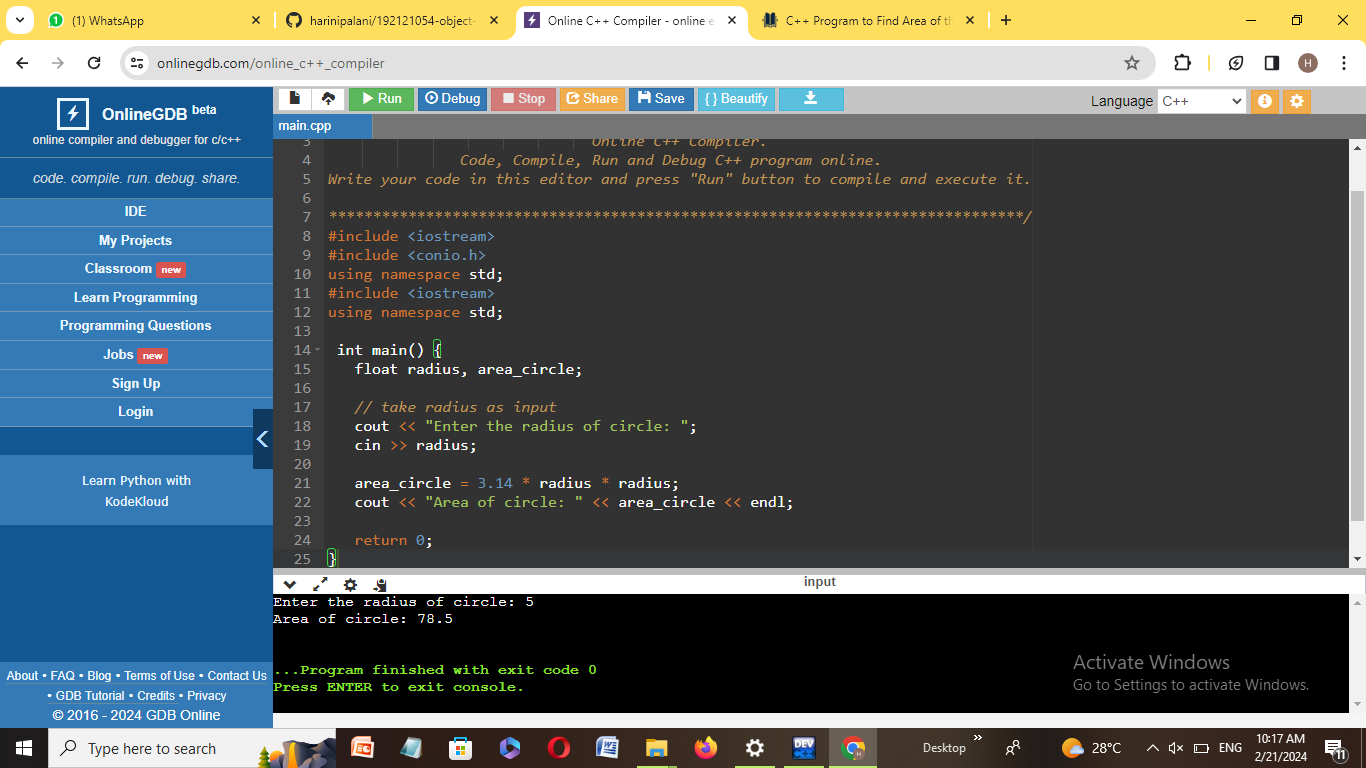 (1) WhatsApp
harinipalani/192121054-object-
Online C++ Compiler - online e
C++ Program to Find Area of th
onlinegdb.com/online_c++_compiler
H
OnlineGDB beta
online compiler and debugger for c/c++
code. compile. run. debug. share.
IDE
My Projects
Classroom new
Learn Programming
Programming Questions
Jobs new
Sign Up
Login
Learn Python with
KodeKloud
About • FAQ • Blog • Terms of Use • Contact Us
• GDB Tutorial • Credits • Privacy
© 2016 - 2024 GDB Online
Run Debug Stop Share Save { } Beautify
Language C++
main.cpp
3 Online C++ Compiler.
4 Code, Compile, Run and Debug C++ program online.
5 Write your code in this editor and press "Run" button to compile and execute it.
6
7 *******************************************************************************/
8 #include <iostream>
9 #include <conio.h>
10 using namespace std;
11 #include <iostream>
12 using namespace std;
13
14 int main() {
15 float radius, area_circle;
16
17 // take radius as input
18 cout << "Enter the radius of circle: ";
19 cin >> radius;
20
21 area_circle = 3.14 * radius * radius;
22 cout << "Area of circle: " << area_circle << endl;
23
24 return 0;
25 }
input
Enter the radius of circle: 5
Area of circle: 78.5
...Program finished with exit code 0
Press ENTER to exit console.
Activate Windows
Go to Settings to activate Windows.
Type here to search
DEV
Desktop
28°C
ENG
10:17 AM
2/21/2024
11